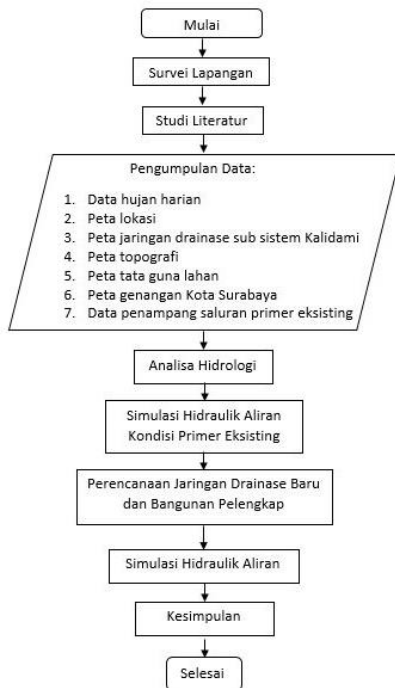 Mulai
Survei Lapangan
Studi Literatur
Pengumpulan Data:
1. Data hujan harian
2. Peta lokasi
3. Peta jaringan drainase sub sistem Kalidami
4. Peta topografi
5. Peta tata guna lahan
6. Peta genangan Kota Surabaya
7. Data penampang saluran primer eksisting
Analisa Hidrologi
Simulasi Hidraulik Aliran
Kondisi Primer Eksisting
Perencanaan Jaringan Drainase Baru
dan Bangunan Pelengkap
Simulasi Hidraulik Aliran
Kesimpulan
Selesai